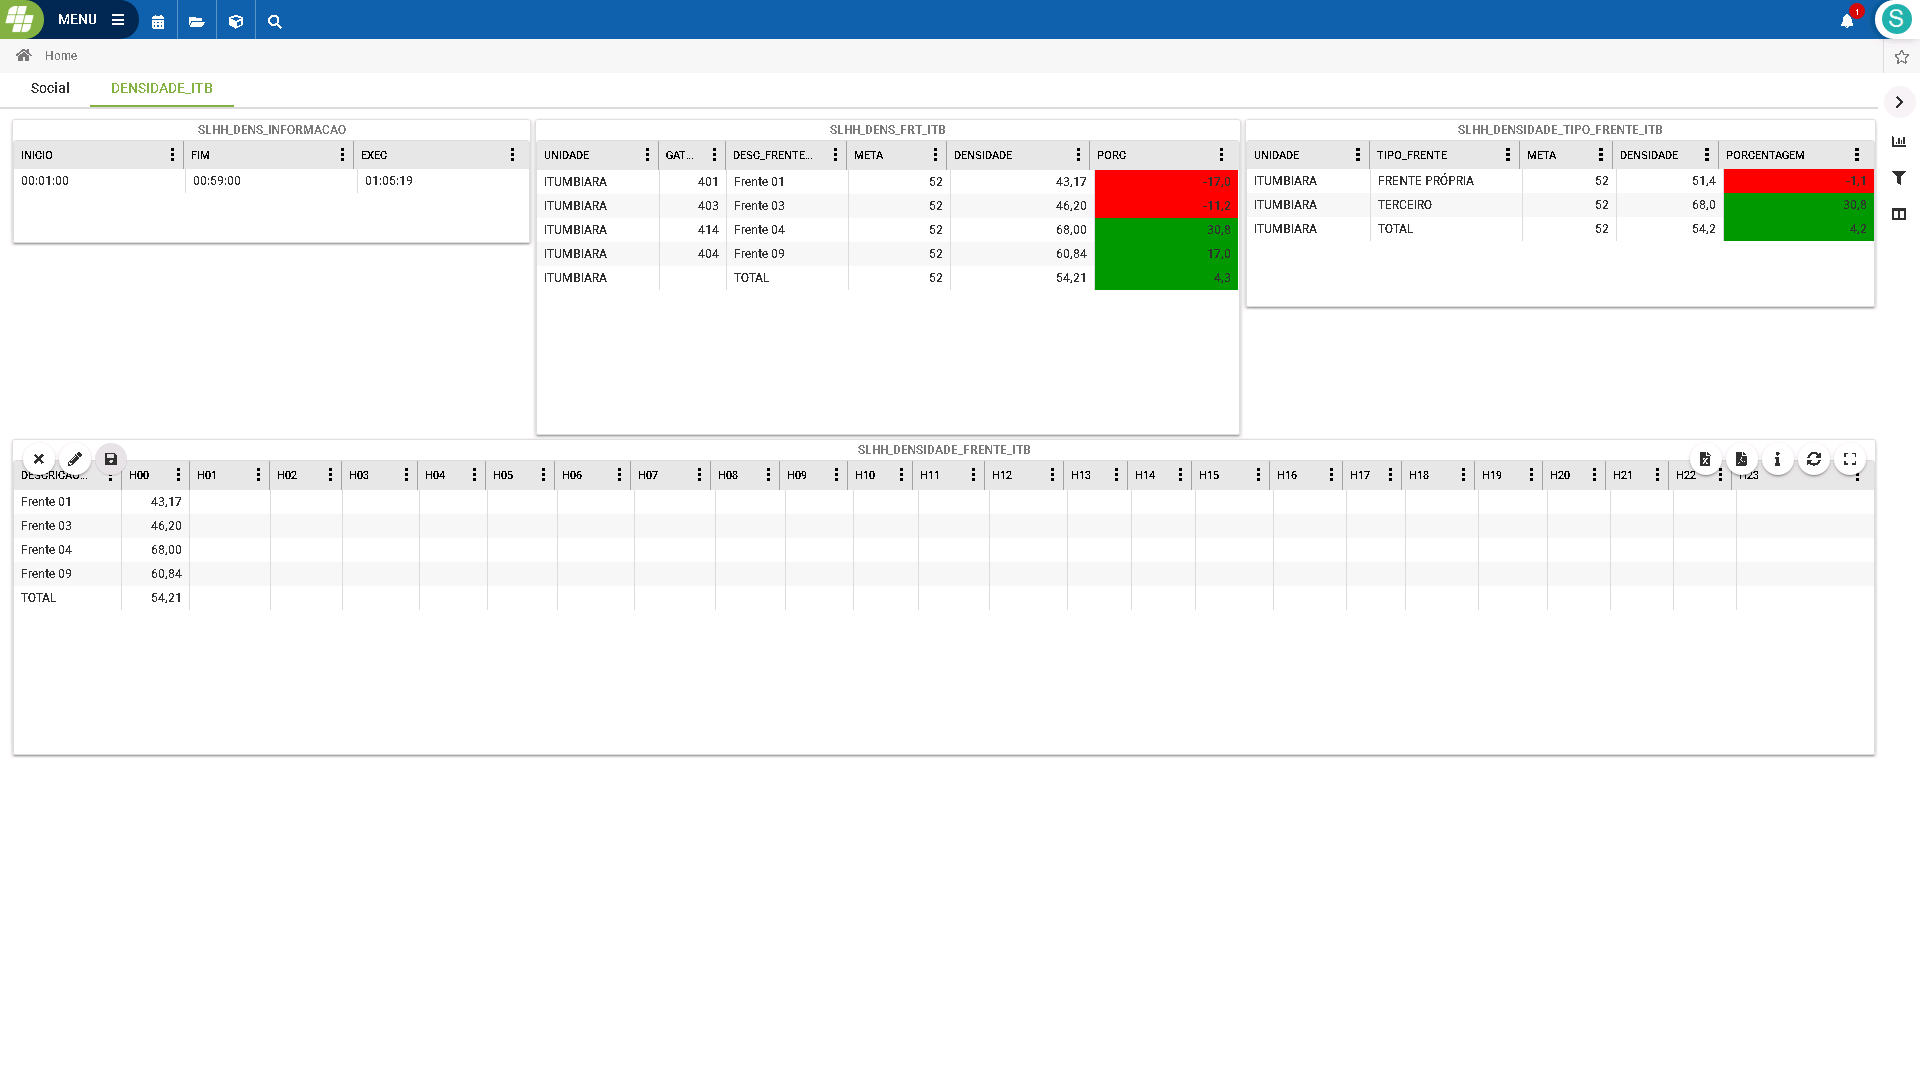 MENU
1
S
Home
Social DENSIDADE_ITB
SLHH_DENS_INFORMACAO
INICIO FIM EXEC
00:01:00 00:59:00 01:05:19
SLHH_DENS_FRT_ITB
UNIDADE GAT... DESC_FRENTE... META DENSIDADE PORC
ITUMBIARA 401 Frente 01 52 43,17 -17,0
ITUMBIARA 403 Frente 03 52 46,20 -11,2
ITUMBIARA 414 Frente 04 52 68,00 30,8
ITUMBIARA 404 Frente 09 52 60,84 17,0
ITUMBIARA TOTAL 52 54,21 4,3
SLHH_DENSIDADE_TIPO_FRENTE_ITB
UNIDADE TIPO_FRENTE META DENSIDADE PORCENTAGEM
ITUMBIARA FRENTE PRÓPRIA 52 51,4 -1,1
ITUMBIARA TERCEIRO 52 68,0 30,8
ITUMBIARA TOTAL 52 54,2 4,2
SLHH_DENSIDADE_FRENTE_ITB
DESCRICAO... H00 H01 H02 H03 H04 H05 H06 H07 H08 H09 H10 H11 H12 H13 H14 H15 H16 H17 H18 H19 H20 H21 H22 H23
Frente 01 43,17
Frente 03 46,20
Frente 04 68,00
Frente 09 60,84
TOTAL 54,21